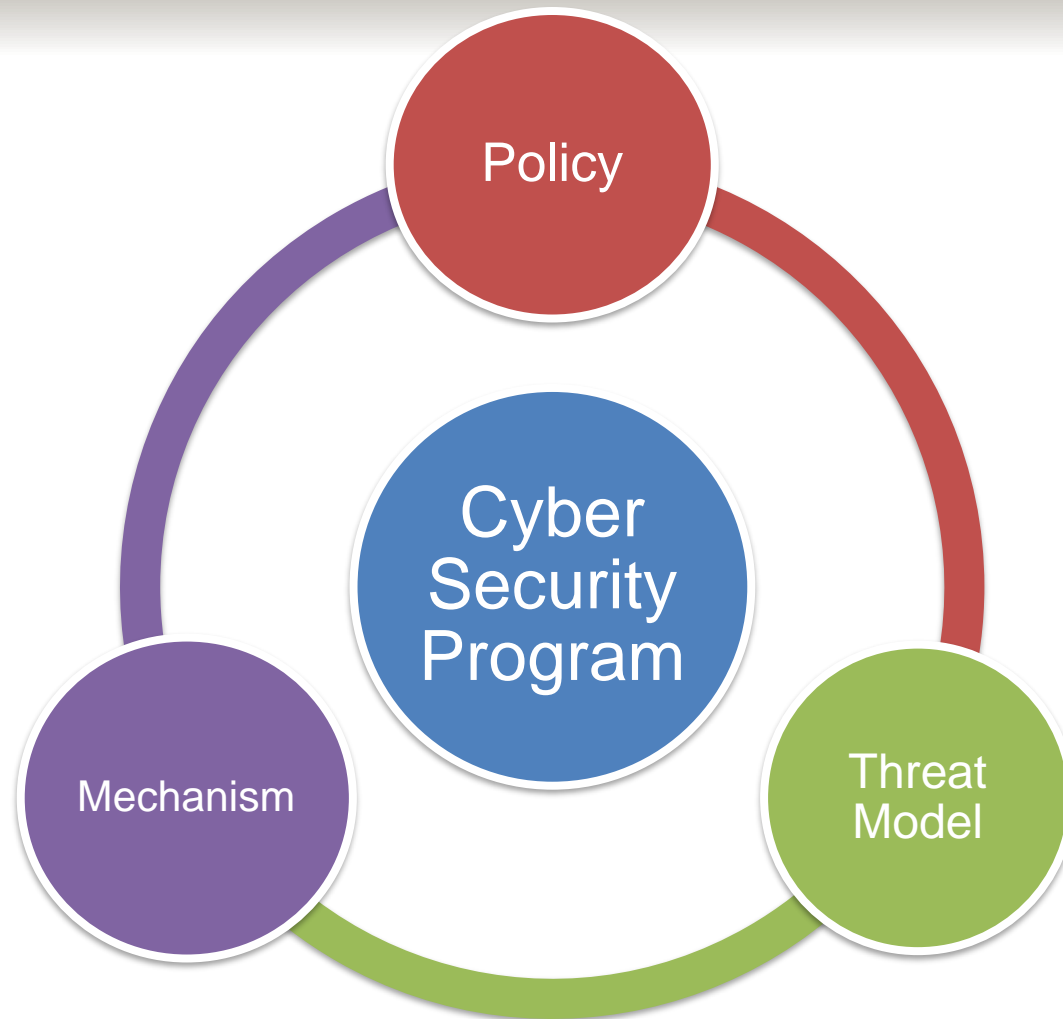 Policy
Cyber
Security
Program
Mechanism
Threat
Model